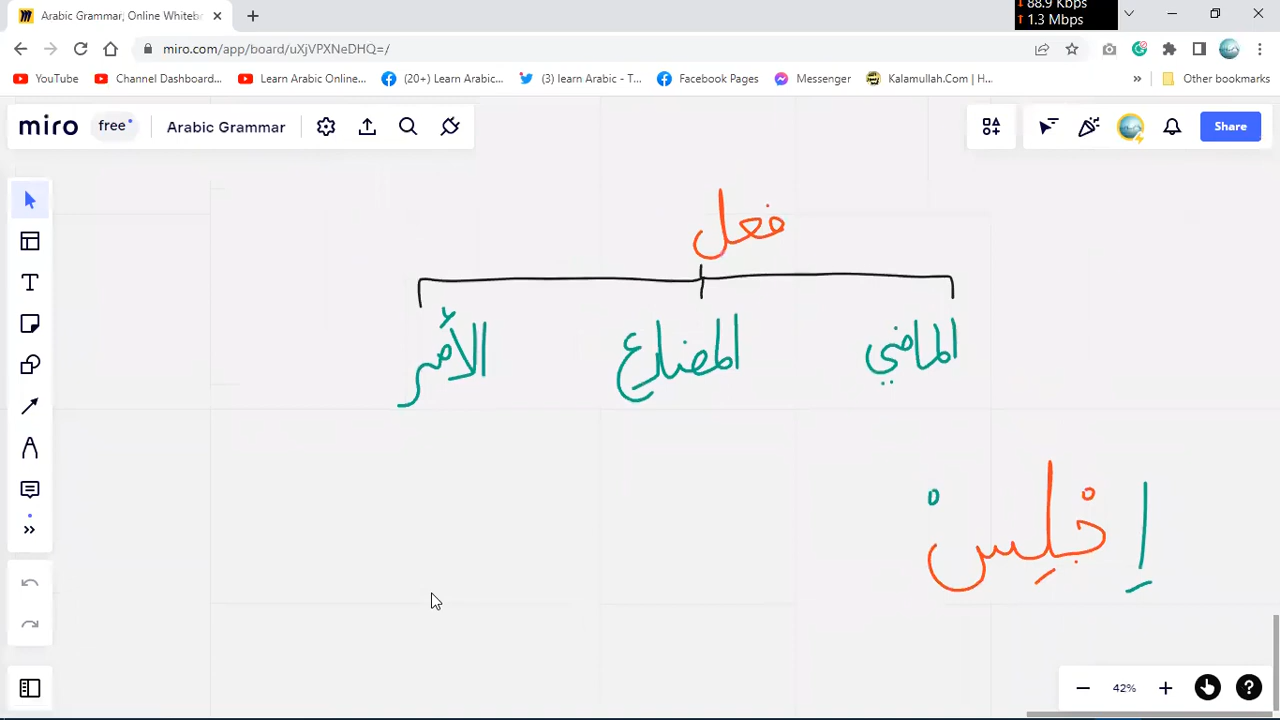 Arabic Grammar, Online Whitebo
88.9 Kbps
1.3 Mbps
miro.com/app/board/uXjVPXNeDHQ=/
YouTube Channel Dashboard... Learn Arabic Online... (20+) Learn Arabic... (3) learn Arabic - T... Facebook Pages Messenger Kalamullah.Com | H... » Other bookmarks
miro free Arabic Grammar Share
فعل
الماضي المضارع الأمر
اِجْلِسْ
42%